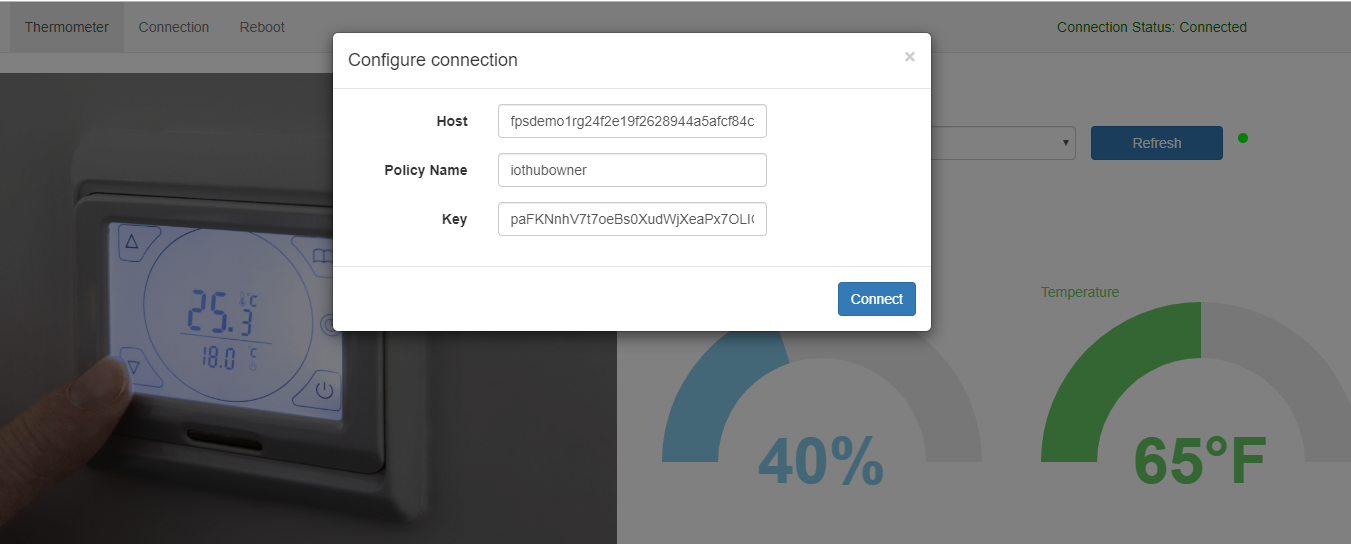 Thermometer Connection Reboot Connection Status: Connected
Configure connection ×
Host fpsdemo1rg24f2e19f2628944a5afcf84c
Policy Name iothubowner
Refresh
Key paFKNnhV7t7oeBs0XudWjXeaPx7OLI
Connect
25.3 °C
18.0 °C
Temperature
40%
65°F